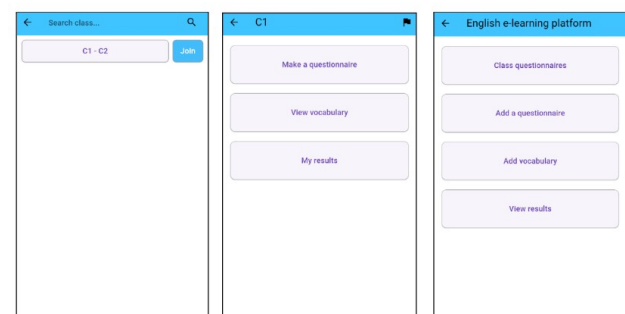 Search class...
C1 - C2
Join
C1
Make a questionnaire
View vocabulary
My results
English e-learning platform
Class questionnaires
Add a questionnaire
Add vocabulary
View results